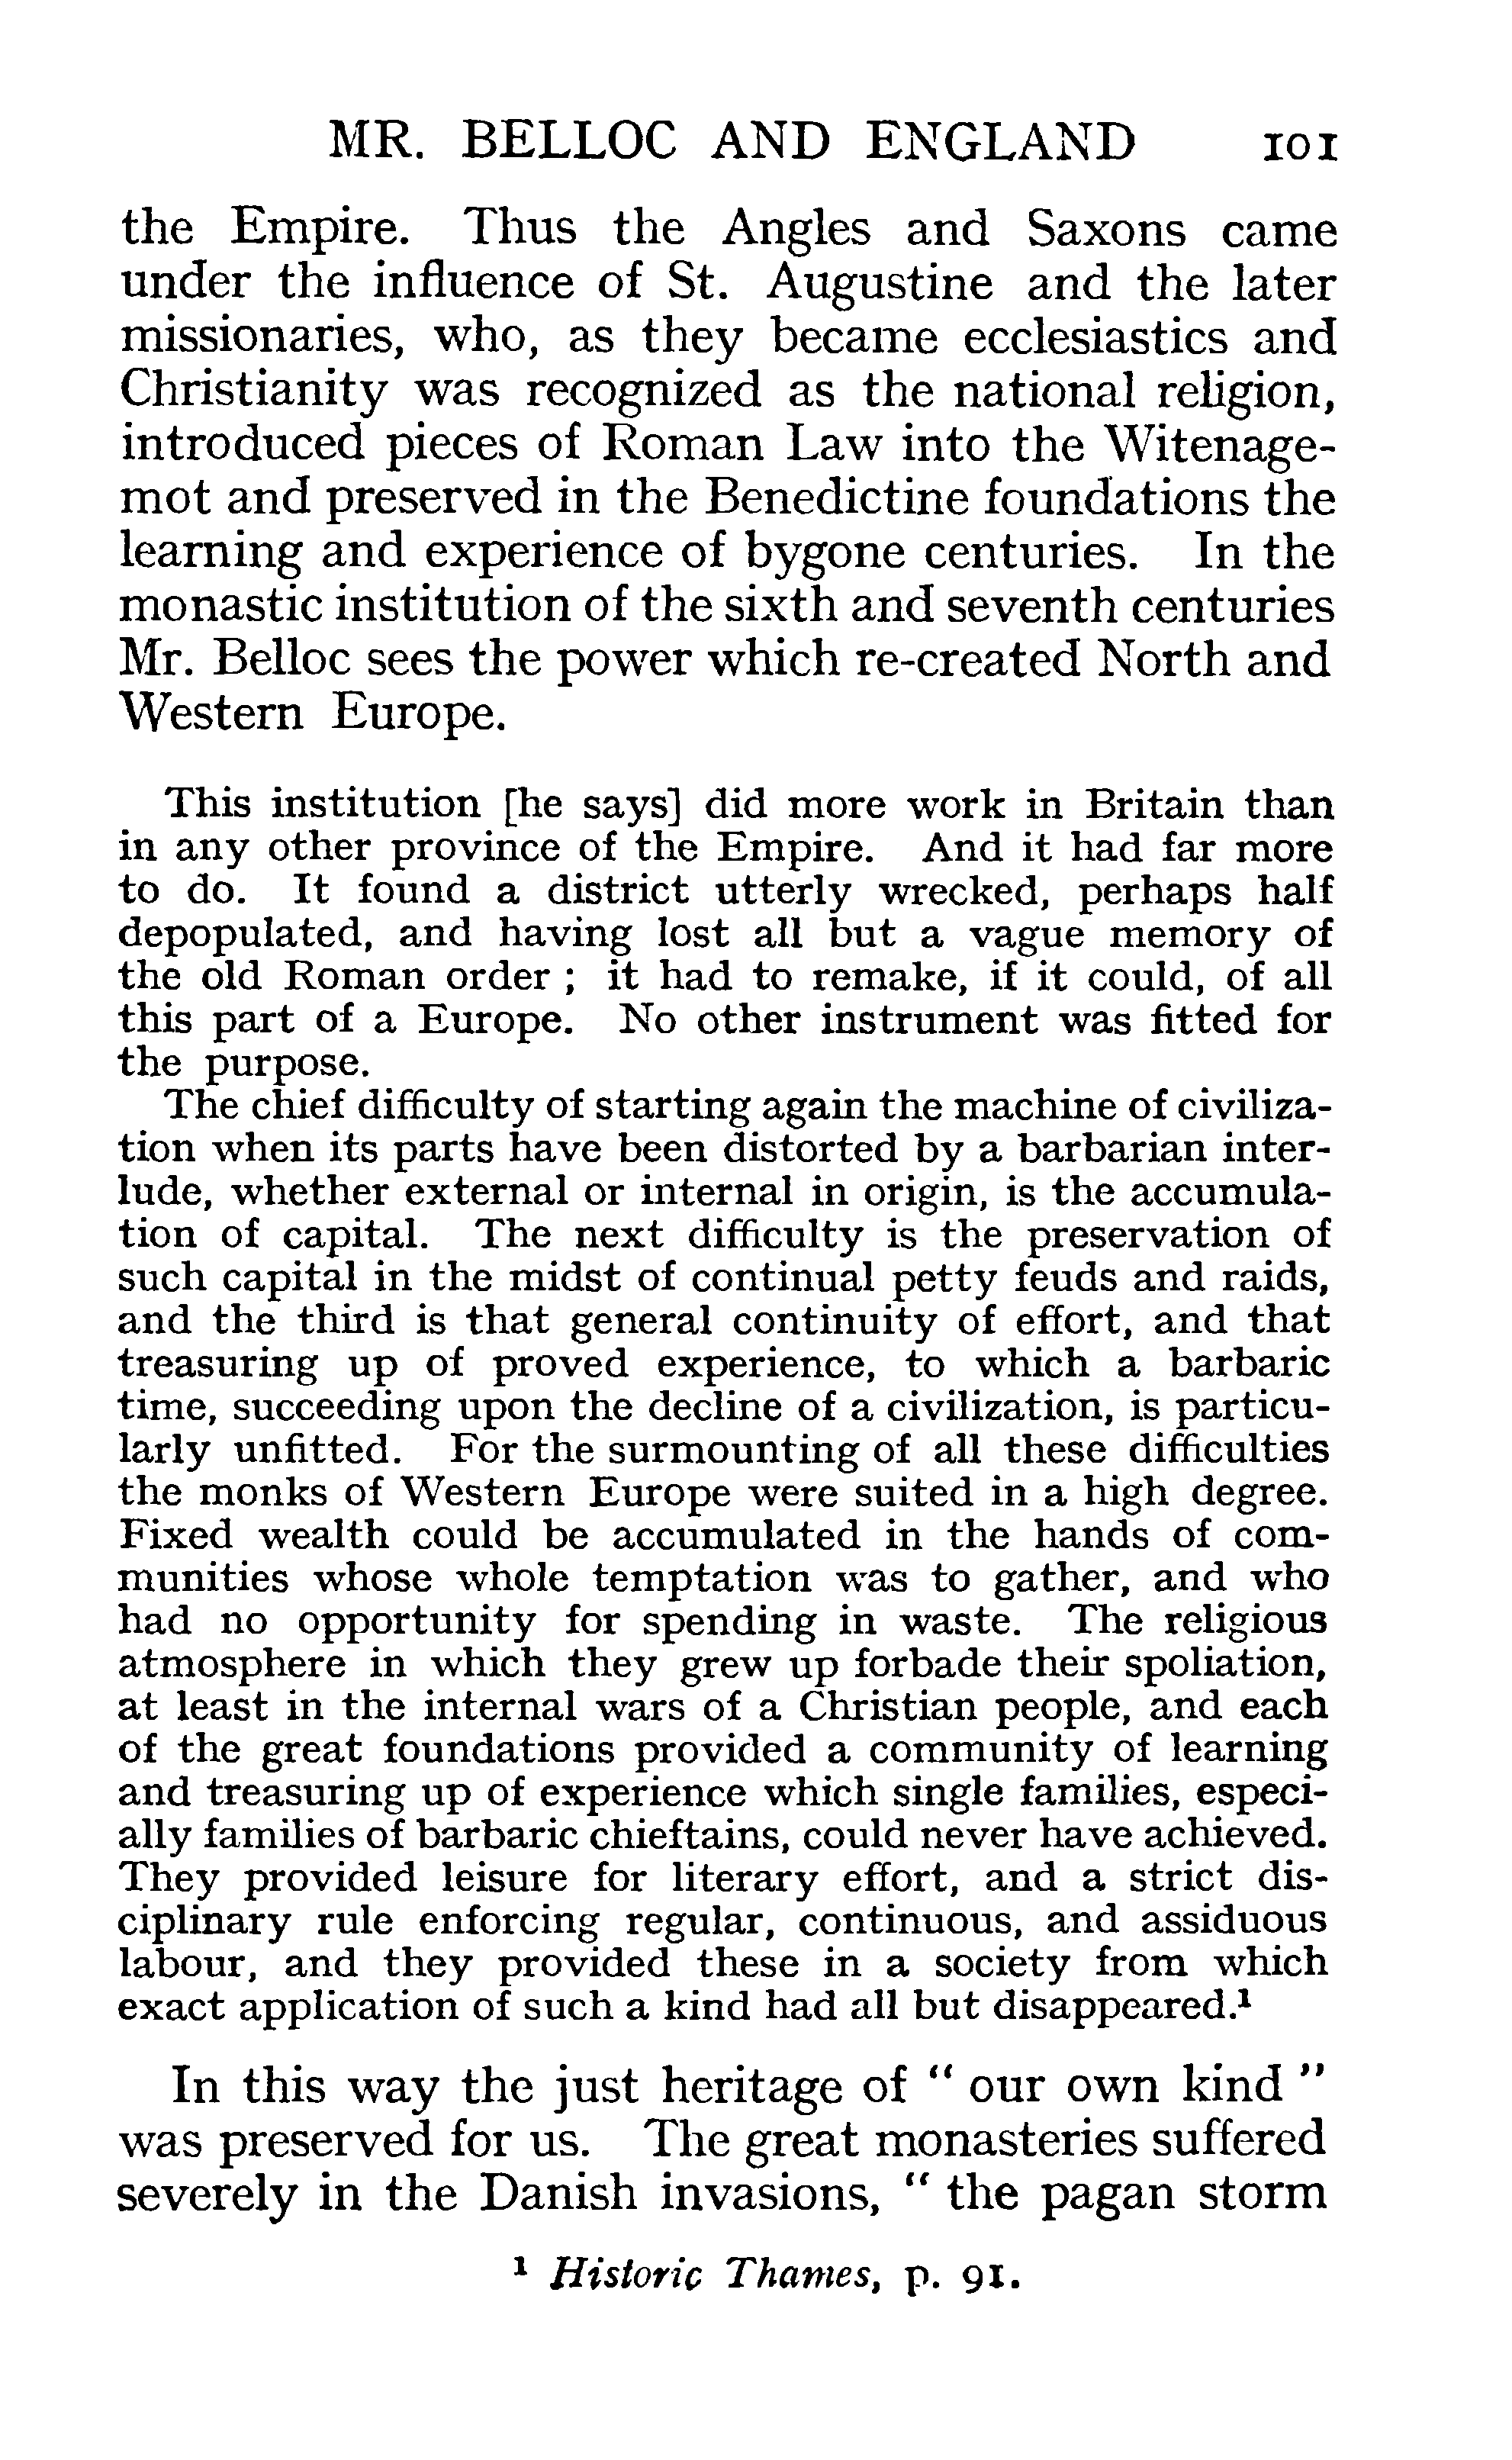 MR. BELLOC AND ENGLAND 101
the Empire. Thus the Angles and Saxons came
under the influence of St. Augustine and the later
missionaries, who, as they became ecclesiastics and
Christianity was recognized as the national religion,
introduced pieces of Roman Law into the Witenage-
mot and preserved in the Benedictine foundations the
learning and experience of bygone centuries. In the
monastic institution of the sixth and seventh centuries
Mr. Belloc sees the power which re-created North and
Western Europe.
This institution [he says] did more work in Britain than
in any other province of the Empire. And it had far more
to do. It found a district utterly wrecked, perhaps half
depopulated, and having lost all but a vague memory of
the old Roman order ; it had to remake, if it could, of all
this part of a Europe. No other instrument was fitted for
the purpose.
The chief difficulty of starting again the machine of civiliza-
tion when its parts have been distorted by a barbarian inter-
lude, whether external or internal in origin, is the accumula-
tion of capital. The next difficulty is the preservation of
such capital in the midst of continual petty feuds and raids,
and the third is that general continuity of effort, and that
treasuring up of proved experience, to which a barbaric
time, succeeding upon the decline of a civilization, is particu-
larly unfitted. For the surmounting of all these difficulties
the monks of Western Europe were suited in a high degree.
Fixed wealth could be accumulated in the hands of com-
munities whose whole temptation was to gather, and who
had no opportunity for spending in waste. The religious
atmosphere in which they grew up forbade their spoliation,
at least in the internal wars of a Christian people, and each
of the great foundations provided a community of learning
and treasuring up of experience which single families, especi-
ally families of barbaric chieftains, could never have achieved.
They provided leisure for literary effort, and a strict dis-
ciplinary rule enforcing regular, continuous, and assiduous
labour, and they provided these in a society from which
exact application of such a kind had all but disappeared.¹
In this way the just heritage of “ our own kind ”
was preserved for us. The great monasteries suffered
severely in the Danish invasions, “ the pagan storm
¹ Historic Thames, p. 91.